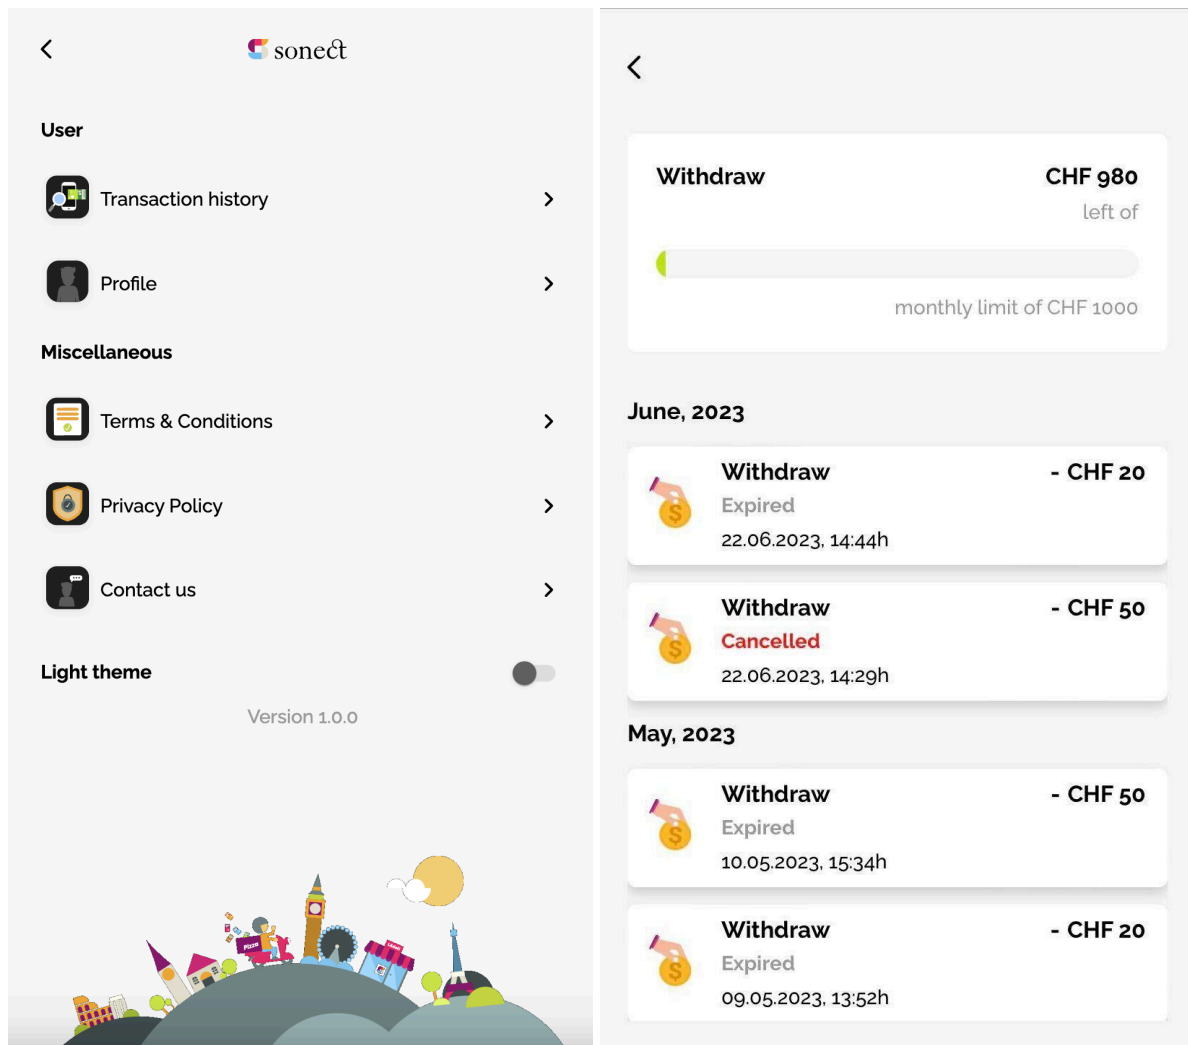 sonect
User
Transaction history
Profile
Miscellaneous
Terms & Conditions
Privacy Policy
Contact us
Light theme
Version 1.0.0
Pizza
Withdraw
CHF 980
left of
monthly limit of CHF 1000
June, 2023
Withdraw
- CHF 20
Expired
22.06.2023, 14:44h
Withdraw
- CHF 50
Cancelled
22.06.2023, 14:29h
May, 2023
Withdraw
- CHF 50
Expired
10.05.2023, 15:34h
Withdraw
- CHF 20
Expired
09.05.2023, 13:52h